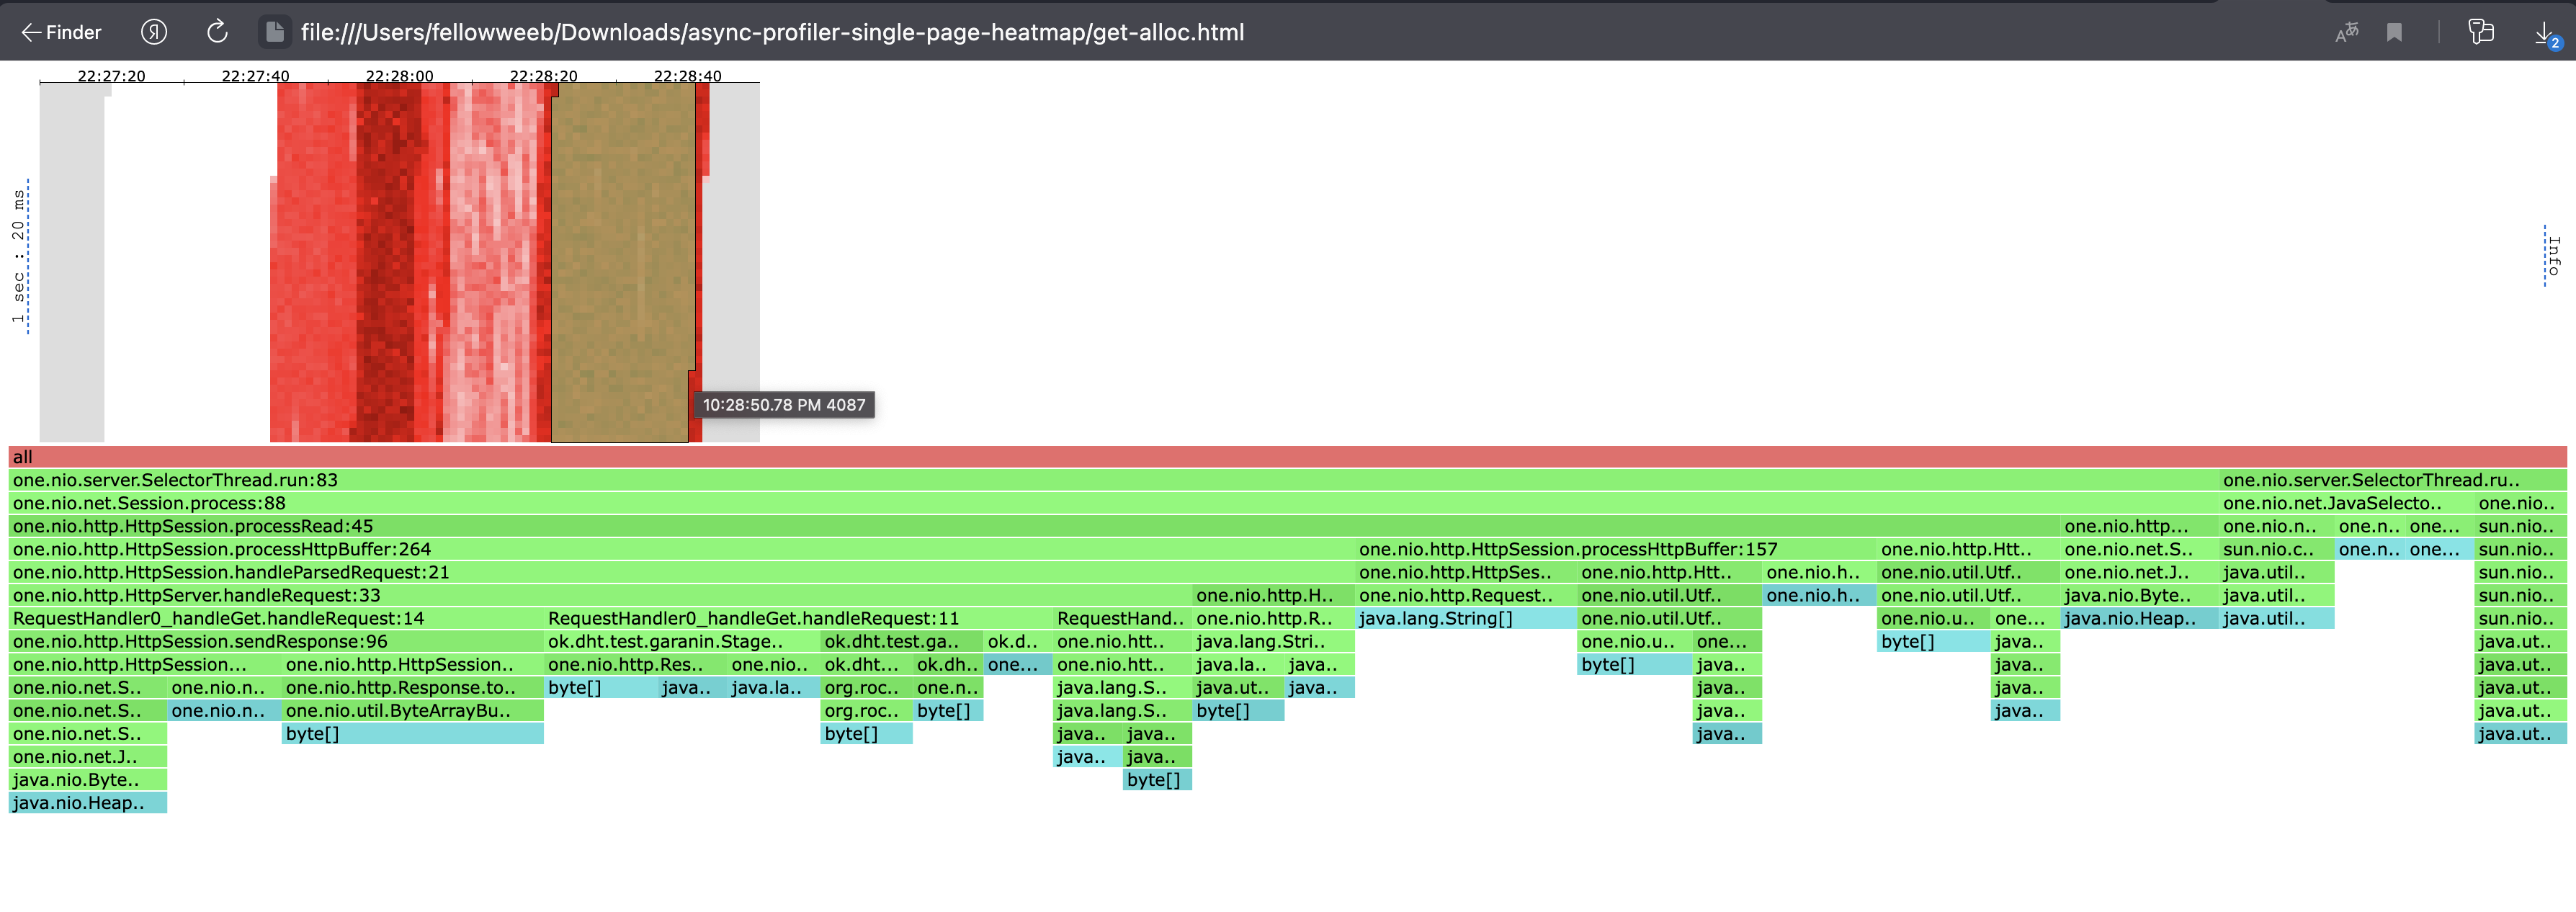 Finder
Я
file:///Users/fellowweeb/Downloads/async-profiler-single-page-heatmap/get-alloc.html
2
22:27:20 22:27:40 22:28:00 22:28:20 22:28:40
1 sec : 20 ms
Info
10:28:50.78 PM 4087
all
one.nio.server.SelectorThread.run:83 one.nio.server.SelectorThread.ru..
one.nio.net.Session.process:88 one.nio.net.JavaSelecto.. one.nio..
one.nio.http.HttpSession.processRead:45 one.nio.http... one.nio.n.. one.n.. one... sun.nio..
one.nio.http.HttpSession.processHttpBuffer:264 one.nio.http.HttpSession.processHttpBuffer:157 one.nio.http.Htt.. one.nio.net.S.. sun.nio.c.. one.n.. one... sun.nio..
one.nio.http.HttpSession.handleParsedRequest:21 one.nio.http.HttpSes.. one.nio.http.Htt.. one.nio.h.. one.nio.util.Utf.. one.nio.net.J.. java.util.. sun.nio..
one.nio.http.HttpServer.handleRequest:33 one.nio.http.H.. one.nio.http.Request.. one.nio.util.Utf.. one.nio.h.. one.nio.util.Utf.. java.nio.Byte.. java.util.. sun.nio..
RequestHandler0_handleGet.handleRequest:14 RequestHandler0_handleGet.handleRequest:11 RequestHand.. one.nio.http.R.. java.lang.String[] one.nio.util.Utf.. one.nio.u.. one... java.nio.Heap.. java.util.. sun.nio..
one.nio.http.HttpSession.sendResponse:96 ok.dht.test.garanin.Stage.. ok.dht.test.ga.. ok.d.. one.nio.htt.. java.lang.Stri.. one.nio.u.. one... byte[] java.. java.ut..
one.nio.http.HttpSession... one.nio.http.HttpSession.. one.nio.http.Res.. one.nio.. ok.dht... ok.dh.. one... one.nio.htt.. java.la.. java.. byte[] java.. java.. java.ut..
one.nio.net.S.. one.nio.n.. one.nio.http.Response.to.. byte[] java.. java.la.. org.roc.. one.n.. java.lang.S.. java.ut.. java.. java.. java.. java.ut..
one.nio.net.S.. one.nio.n.. one.nio.util.ByteArrayBu.. org.roc.. byte[] java.lang.S.. byte[] java.. java.. java.ut..
one.nio.net.S.. byte[] byte[] java.. java.. java.. java.ut..
one.nio.net.J.. java.. java..
java.nio.Byte.. byte[]
java.nio.Heap..